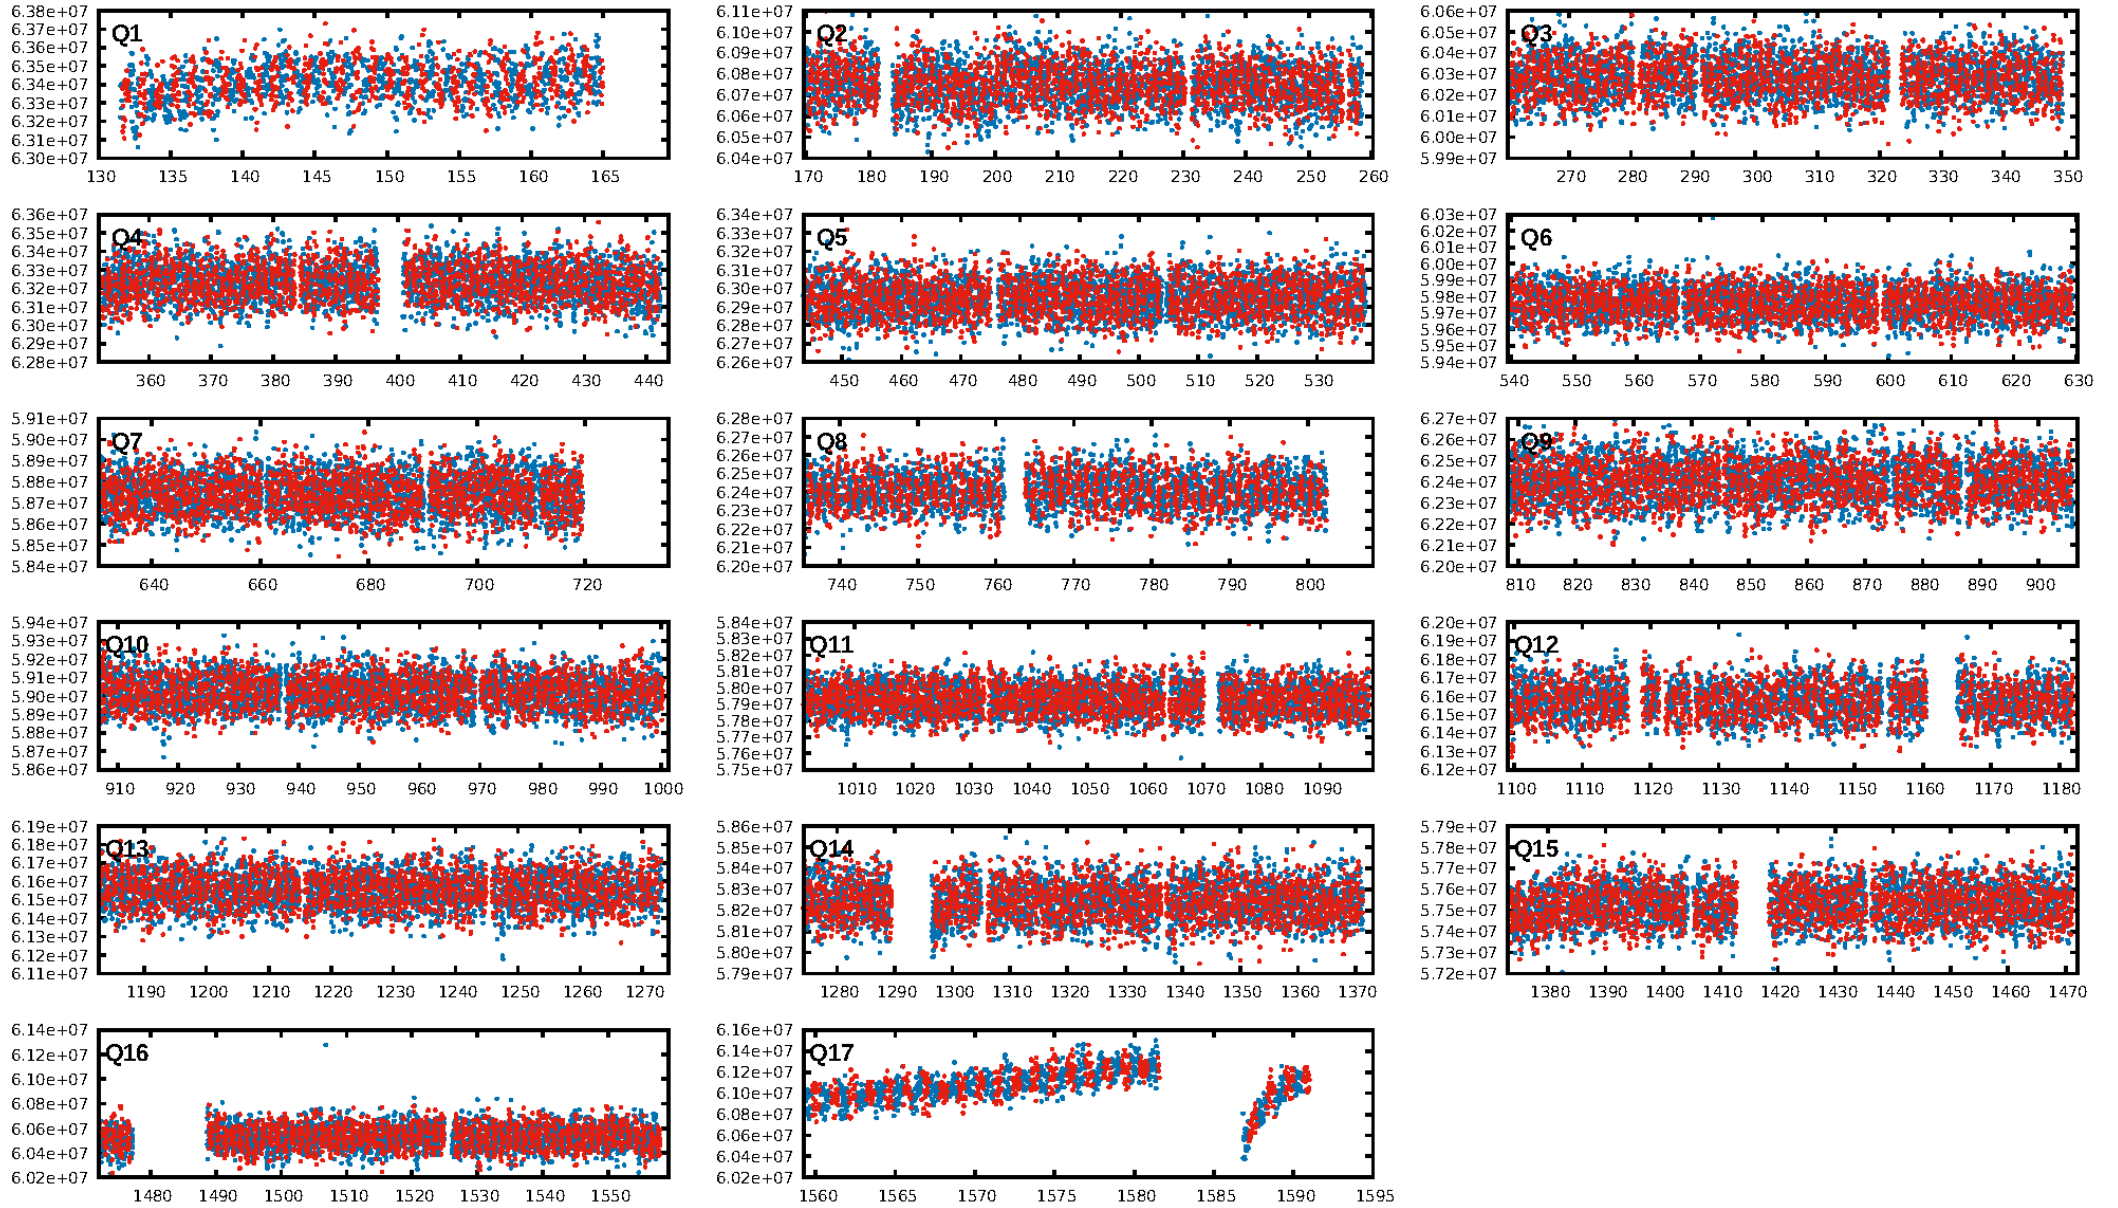 6.38e+07
6.37e+07
6.36e+07
6.35e+07
6.34e+07
6.33e+07
6.32e+07
6.31e+07
6.30e+07
Q1
130 135 140 145 150 155 160 165
6.11e+07
6.10e+07
6.09e+07
6.08e+07
6.07e+07
6.06e+07
6.05e+07
6.04e+07
Q2
170 180 190 200 210 220 230 240 250 260
6.06e+07
6.05e+07
6.04e+07
6.03e+07
6.02e+07
6.01e+07
6.00e+07
5.99e+07
Q3
270 280 290 300 310 320 330 340 350
6.36e+07
6.35e+07
6.34e+07
6.33e+07
6.32e+07
6.31e+07
6.30e+07
6.29e+07
6.28e+07
Q4
360 370 380 390 400 410 420 430 440
6.34e+07
6.33e+07
6.32e+07
6.31e+07
6.30e+07
6.29e+07
6.28e+07
6.27e+07
6.26e+07
Q5
450 460 470 480 490 500 510 520 530
6.03e+07
6.02e+07
6.01e+07
6.00e+07
5.99e+07
5.98e+07
5.97e+07
5.96e+07
5.95e+07
5.94e+07
Q6
540 550 560 570 580 590 600 610 620 630
5.91e+07
5.90e+07
5.89e+07
5.88e+07
5.87e+07
5.86e+07
5.85e+07
5.84e+07
Q7
640 660 680 700 720
6.28e+07
6.27e+07
6.26e+07
6.25e+07
6.24e+07
6.23e+07
6.22e+07
6.21e+07
6.20e+07
Q8
740 750 760 770 780 790 800
6.27e+07
6.26e+07
6.25e+07
6.24e+07
6.23e+07
6.22e+07
6.21e+07
6.20e+07
Q9
810 820 830 840 850 860 870 880 890 900
5.94e+07
5.93e+07
5.92e+07
5.91e+07
5.90e+07
5.89e+07
5.88e+07
5.87e+07
5.86e+07
Q10
910 920 930 940 950 960 970 980 990 1000
5.84e+07
5.83e+07
5.82e+07
5.81e+07
5.80e+07
5.79e+07
5.78e+07
5.77e+07
5.76e+07
5.75e+07
Q11
1010 1020 1030 1040 1050 1060 1070 1080 1090
6.20e+07
6.19e+07
6.18e+07
6.17e+07
6.16e+07
6.15e+07
6.14e+07
6.13e+07
6.12e+07
Q12
1100 1110 1120 1130 1140 1150 1160 1170 1180
6.19e+07
6.18e+07
6.17e+07
6.16e+07
6.15e+07
6.14e+07
6.13e+07
6.12e+07
6.11e+07
Q13
1190 1200 1210 1220 1230 1240 1250 1260 1270
5.86e+07
5.85e+07
5.84e+07
5.83e+07
5.82e+07
5.81e+07
5.80e+07
5.79e+07
Q14
1280 1290 1300 1310 1320 1330 1340 1350 1360 1370
5.79e+07
5.78e+07
5.77e+07
5.76e+07
5.75e+07
5.74e+07
5.73e+07
5.72e+07
Q15
1380 1390 1400 1410 1420 1430 1440 1450 1460 1470
6.14e+07
6.12e+07
6.10e+07
6.08e+07
6.06e+07
6.04e+07
6.02e+07
Q16
1480 1490 1500 1510 1520 1530 1540 1550
6.16e+07
6.14e+07
6.12e+07
6.10e+07
6.08e+07
6.06e+07
6.04e+07
6.02e+07
Q17
1560 1565 1570 1575 1580 1585 1590 1595